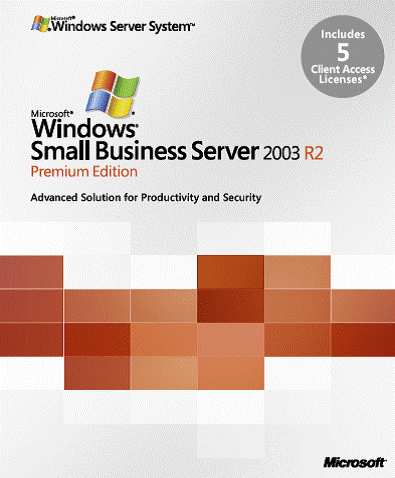 Microsoft®
Windows Server System™
Includes
5
Client Access
Licenses*
Microsoft®
Windows®
Small Business Server 2003 R2
Premium Edition
Advanced Solution for Productivity and Security
Microsoft®